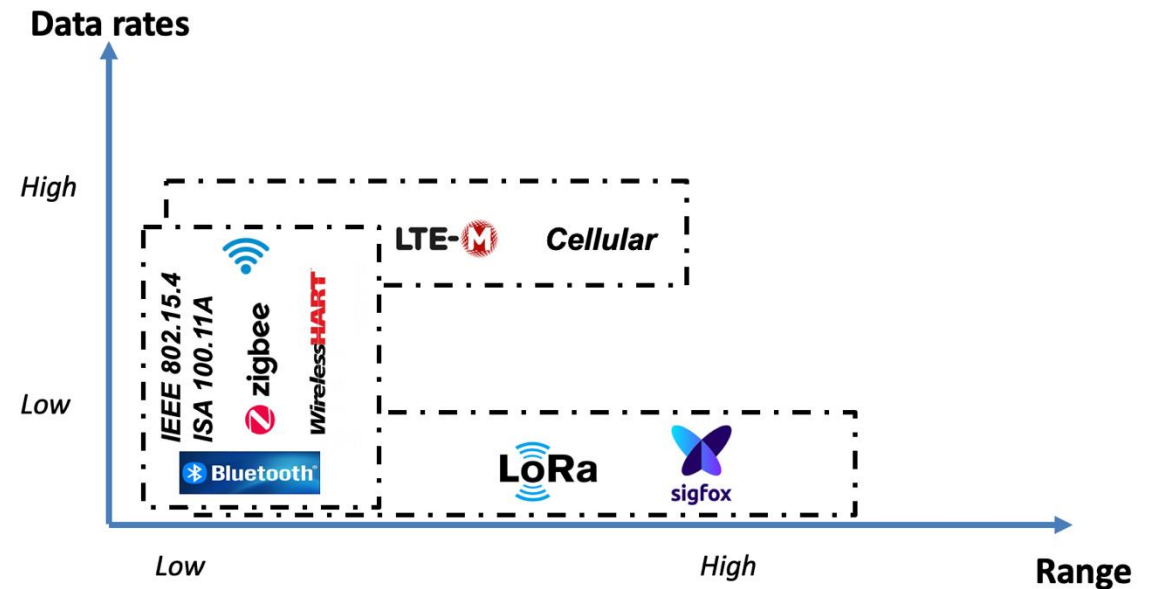 Data rates
High
LTE-M
Cellular
IEEE 802.15.4
ISA 100.11A
zigbee
WirelessHART
Low
Bluetooth®
LoRa
sigfox
Low
High
Range